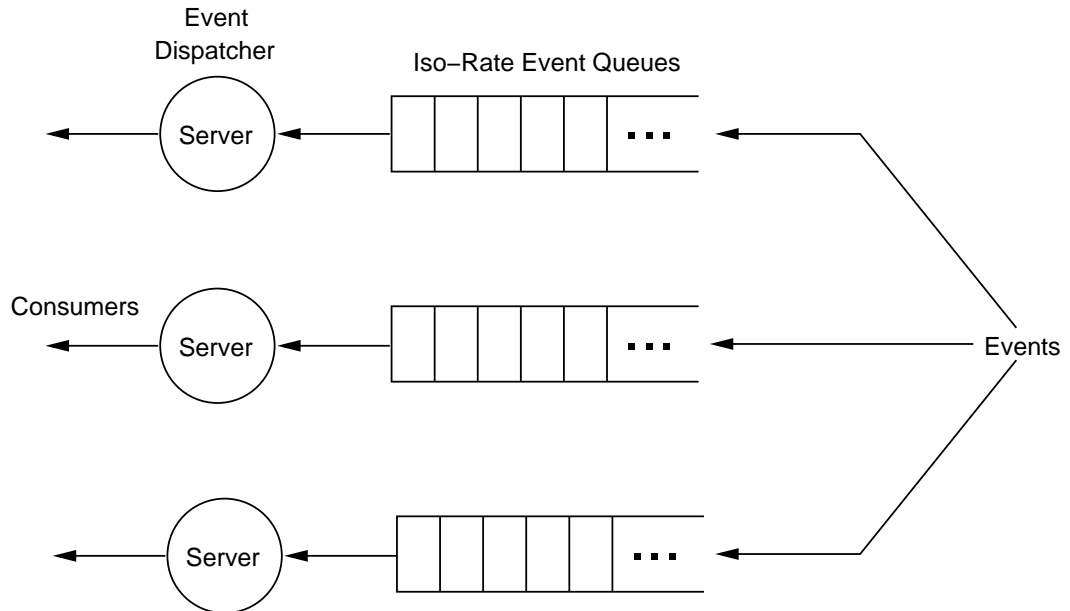 Event
Dispatcher
Iso–Rate Event Queues
Server
...
Consumers
Server
...
Events
Server
...